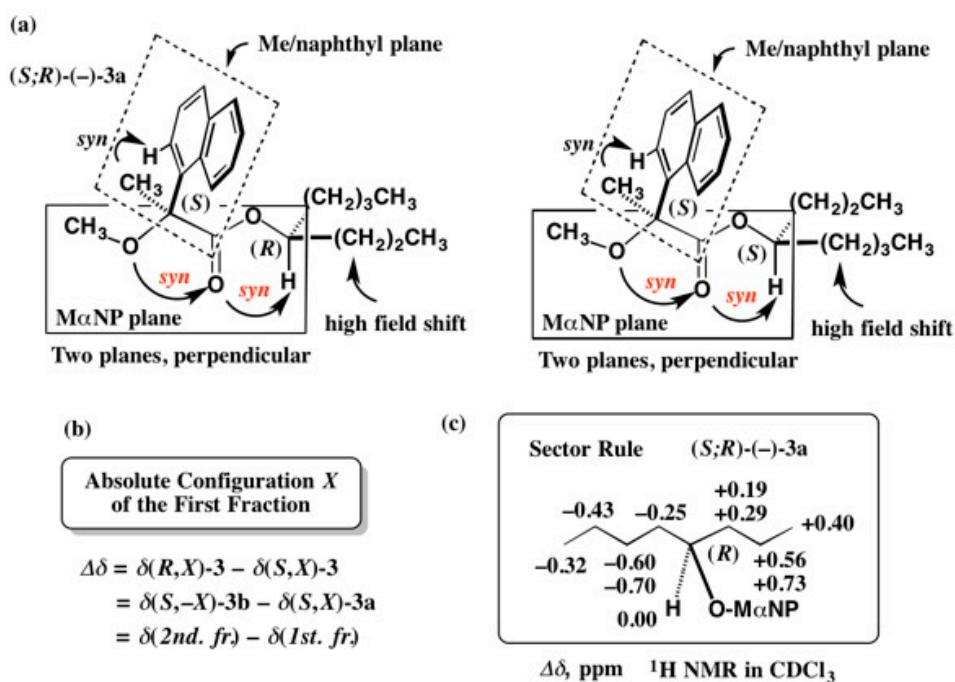 (a)
Me/naphthyl plane
(S;R)-(–)-3a
syn
H
CH3
(S)
O
(CH2)3CH3
CH3
O
(R)
(CH2)2CH3
O
H
syn
syn
MαNP plane
high field shift
Two planes, perpendicular
Me/naphthyl plane
syn
H
CH3
(S)
O
(CH2)2CH3
CH3
O
(S)
(CH2)3CH3
O
H
syn
syn
MαNP plane
high field shift
Two planes, perpendicular
(b)
Absolute Configuration X
of the First Fraction
Δδ = δ(R,X)-3 – δ(S,X)-3
= δ(S,–X)-3b – δ(S,X)-3a
= δ(2nd. fr.) – δ(1st. fr.)
(c)
Sector Rule (S;R)-(–)-3a
+0.19
–0.43 –0.25 +0.29 +0.40
(R)
–0.32 –0.60 +0.56
–0.70 +0.73
0.00 H O-MαNP
Δδ, ppm ¹H NMR in CDCl3